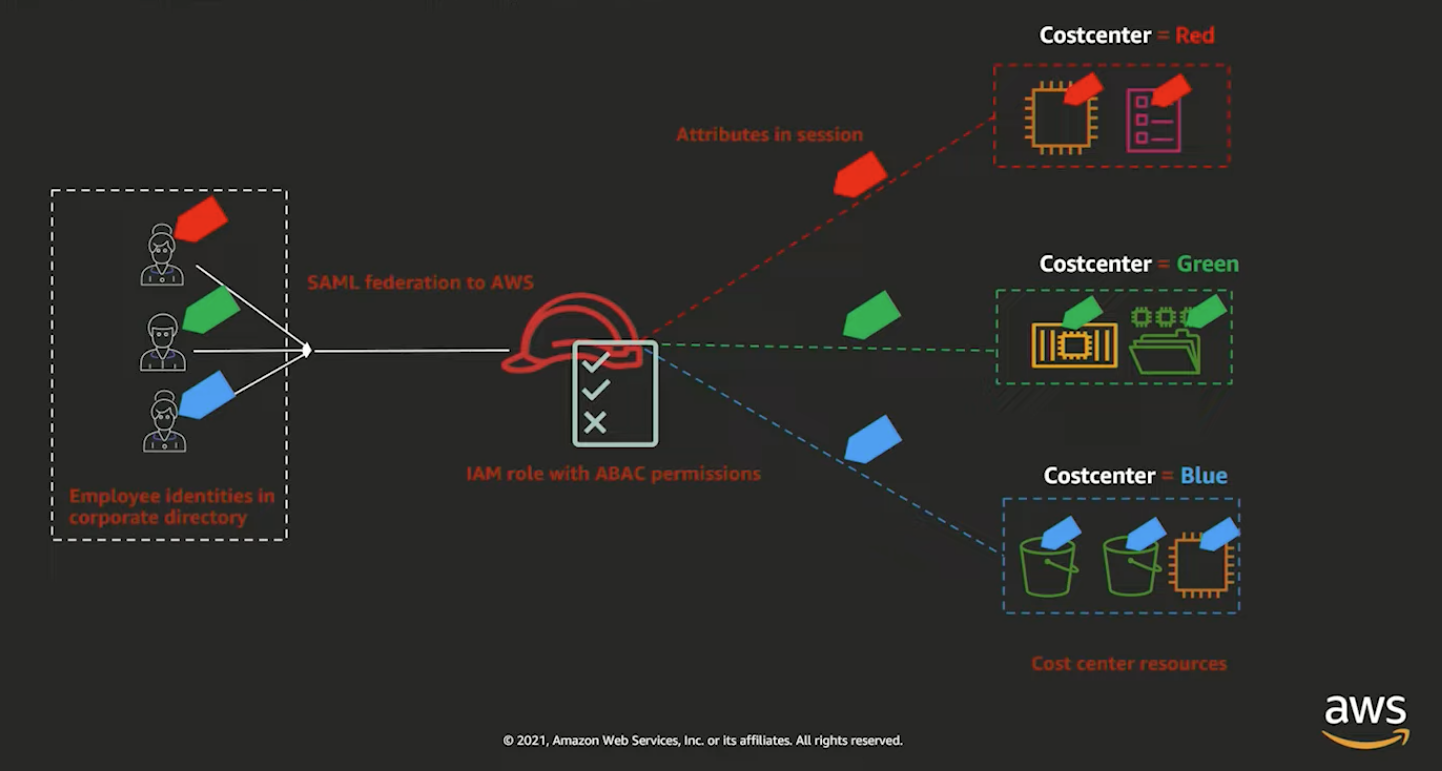 Costcenter = Red
Attributes in session
Costcenter = Green
SAML federation to AWS
IAM role with ABAC permissions
Costcenter = Blue
Employee identities in
corporate directory
Cost center resources
aws
© 2021, Amazon Web Services, Inc. or its affiliates. All rights reserved.